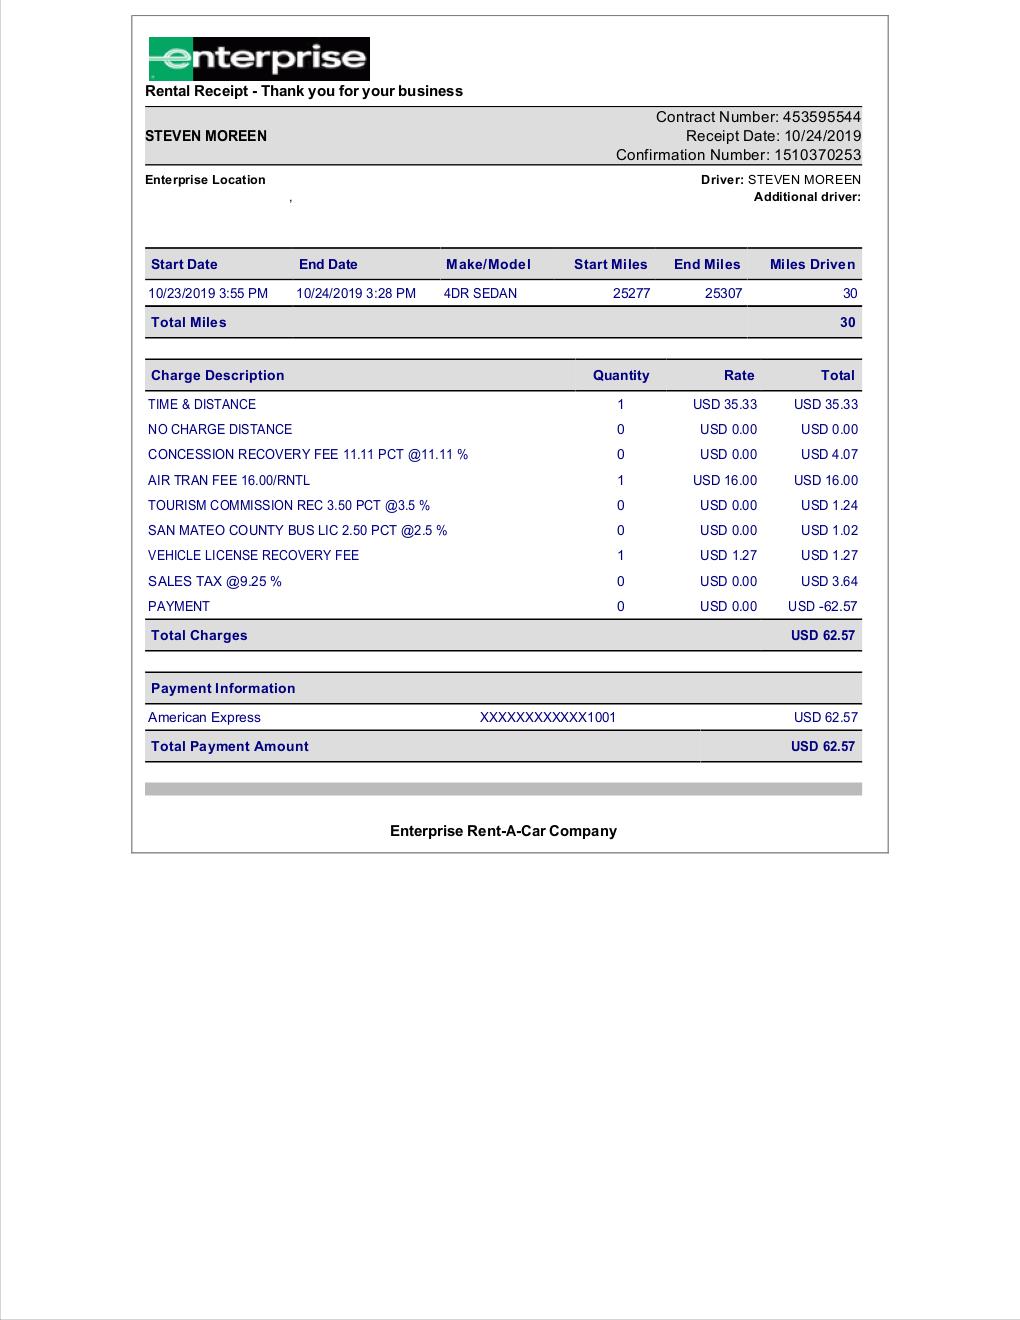 enterprise
Rental Receipt - Thank you for your business
STEVEN MOREEN
Contract Number: 453595544
Receipt Date: 10/24/2019
Confirmation Number: 1510370253
Enterprise Location Driver: STEVEN MOREEN
, Additional driver:
Start Date End Date Make/Model Start Miles End Miles Miles Driven
10/23/2019 3:55 PM 10/24/2019 3:28 PM 4DR SEDAN 25277 25307 30
Total Miles 30
Charge Description Quantity Rate Total
TIME & DISTANCE 1 USD 35.33 USD 35.33
NO CHARGE DISTANCE 0 USD 0.00 USD 0.00
CONCESSION RECOVERY FEE 11.11 PCT @11.11 % 0 USD 0.00 USD 4.07
AIR TRAN FEE 16.00/RNTL 1 USD 16.00 USD 16.00
TOURISM COMMISSION REC 3.50 PCT @3.5 % 0 USD 0.00 USD 1.24
SAN MATEO COUNTY BUS LIC 2.50 PCT @2.5 % 0 USD 0.00 USD 1.02
VEHICLE LICENSE RECOVERY FEE 1 USD 1.27 USD 1.27
SALES TAX @9.25 % 0 USD 0.00 USD 3.64
PAYMENT 0 USD 0.00 USD -62.57
Total Charges USD 62.57
Payment Information
American Express XXXXXXXXXXXX1001 USD 62.57
Total Payment Amount USD 62.57
Enterprise Rent-A-Car Company